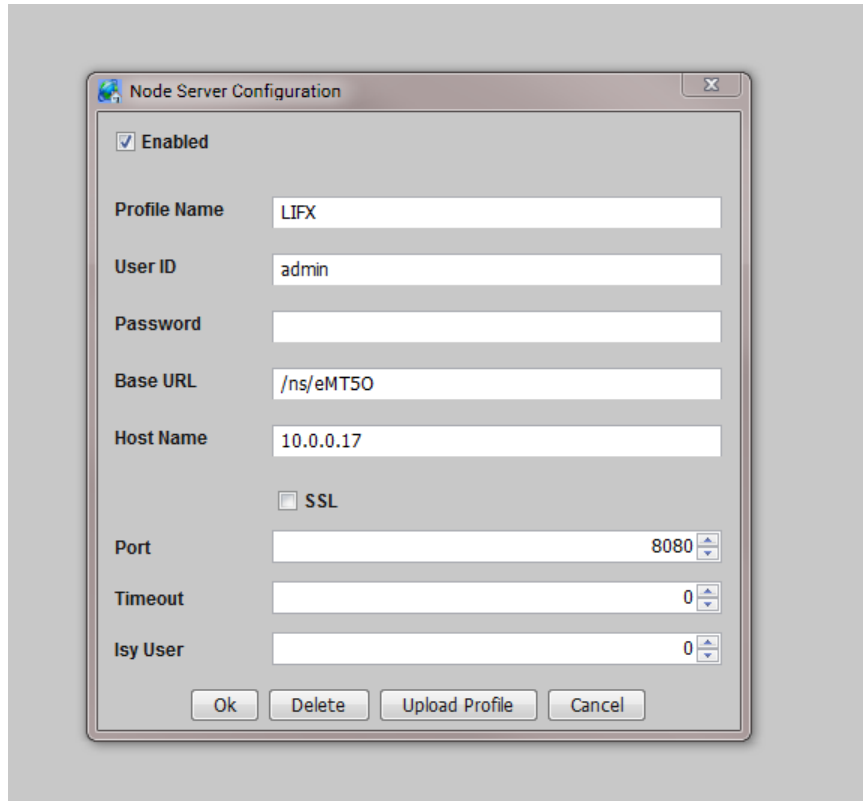 Node Server Configuration
Enabled
Profile Name LIFX
User ID admin
Password
Base URL /ns/eMT5O
Host Name 10.0.0.17
SSL
Port 8080
Timeout 0
Isy User 0
Ok Delete Upload Profile Cancel